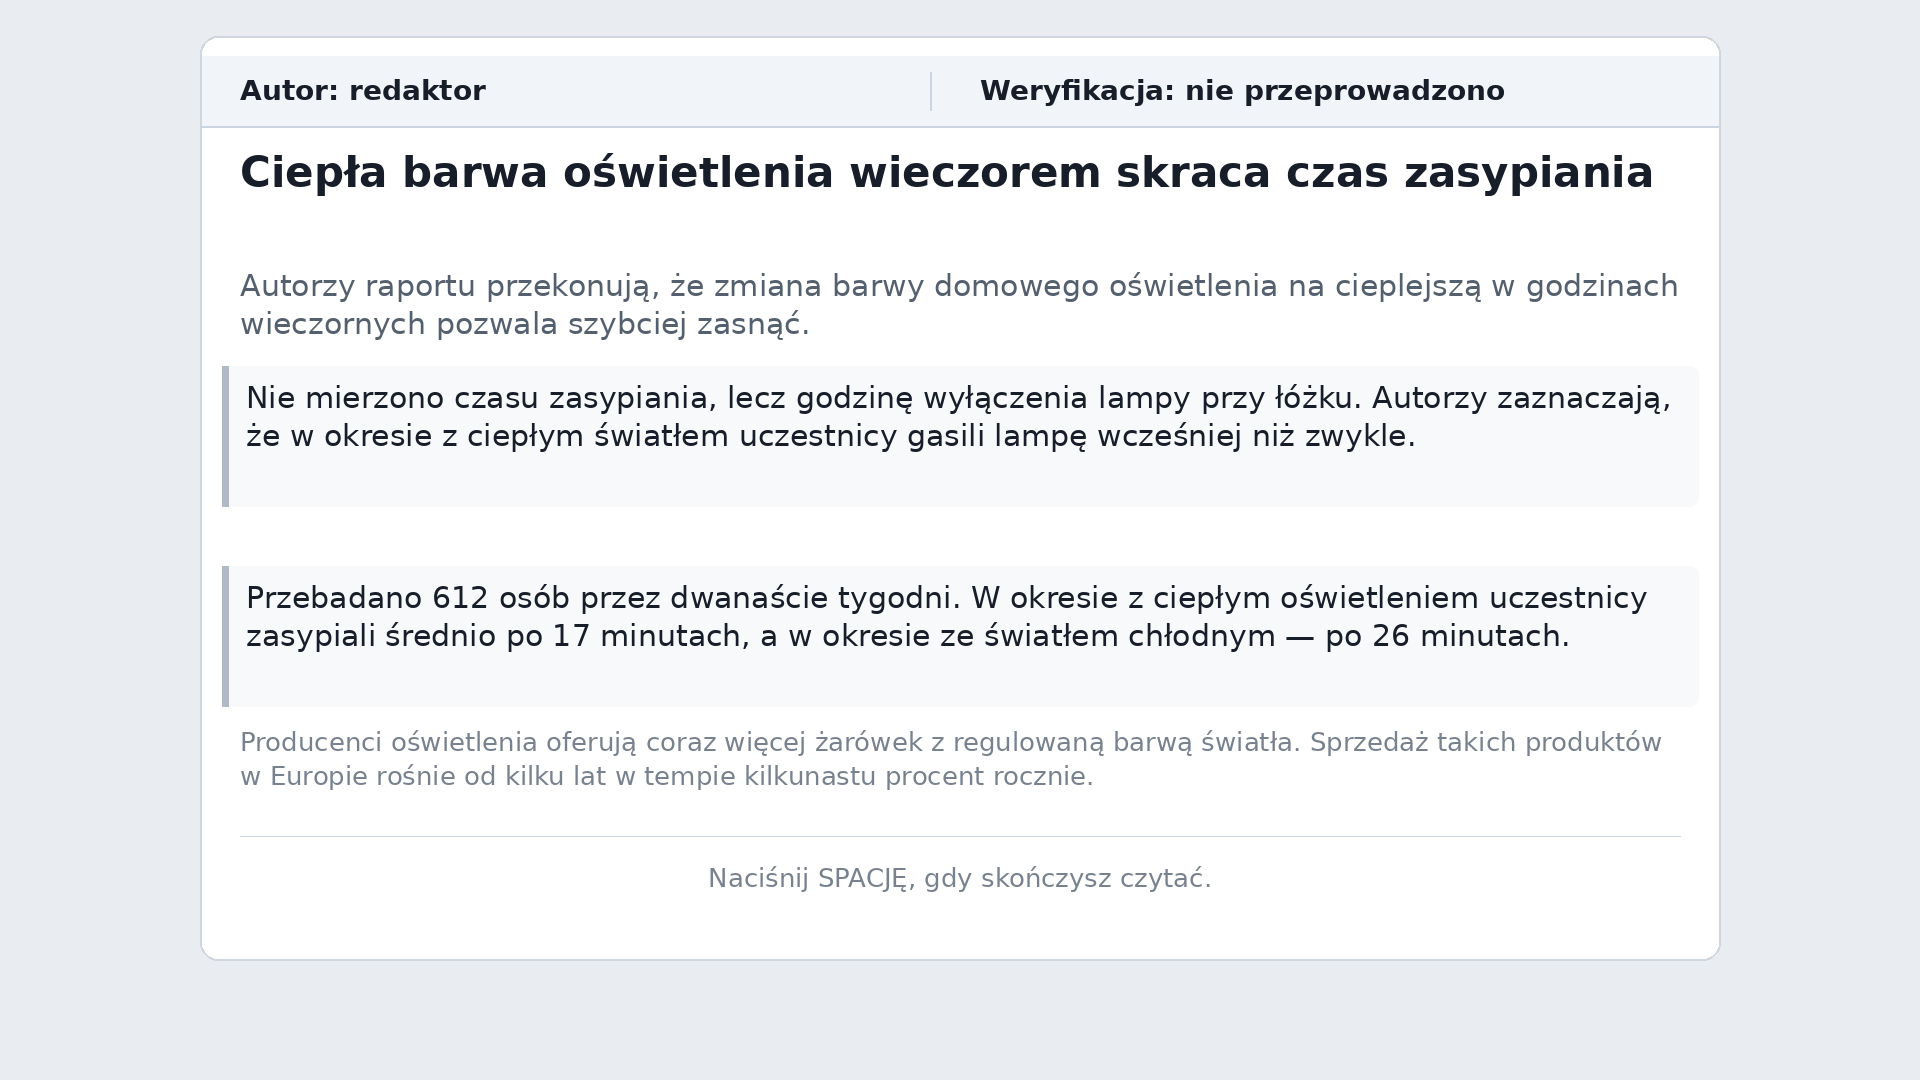 Autor: redaktor
Weryfikacja: nie przeprowadzono
Ciepła barwa oświetlenia wieczorem skraca czas zasypiania
Autorzy raportu przekonują, że zmiana barwy domowego oświetlenia na cieplejszą w godzinach
wieczornych pozwala szybciej zasnąć.
Nie mierzono czasu zasypiania, lecz godzinę wyłączenia lampy przy łóżku. Autorzy zaznaczają,
że w okresie z ciepłym światłem uczestnicy gasili lampę wcześniej niż zwykle.
Przebadano 612 osób przez dwanaście tygodni. W okresie z ciepłym oświetleniem uczestnicy
zasypiali średnio po 17 minutach, a w okresie ze światłem chłodnym — po 26 minutach.
Producenci oświetlenia oferują coraz więcej żarówek z regulowaną barwą światła. Sprzedaż takich produktów
w Europie rośnie od kilku lat w tempie kilkunastu procent rocznie.
Naciśnij SPACJĘ, gdy skończysz czytać.